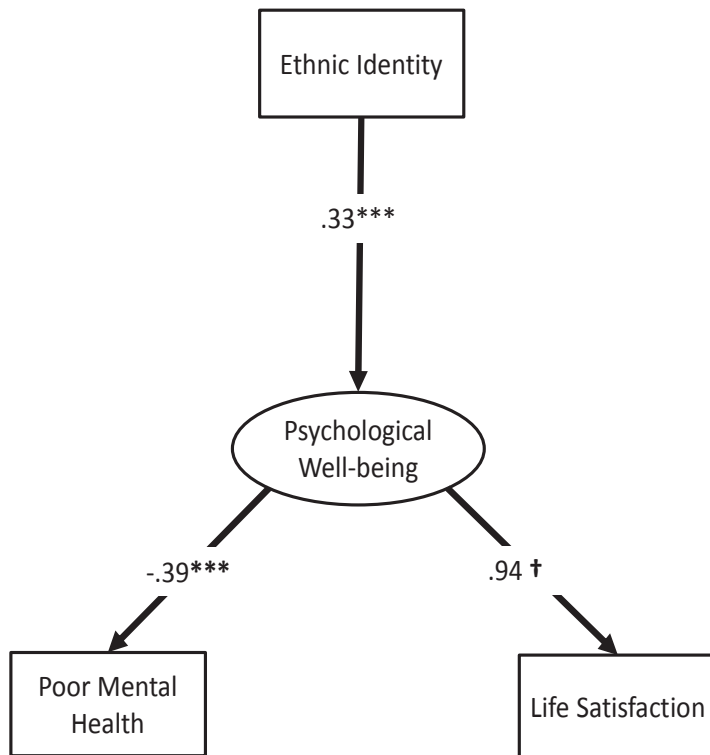 Ethnic Identity
.33***
Psychological
Well-being
-.39***
.94 †
Poor Mental
Health
Life Satisfaction